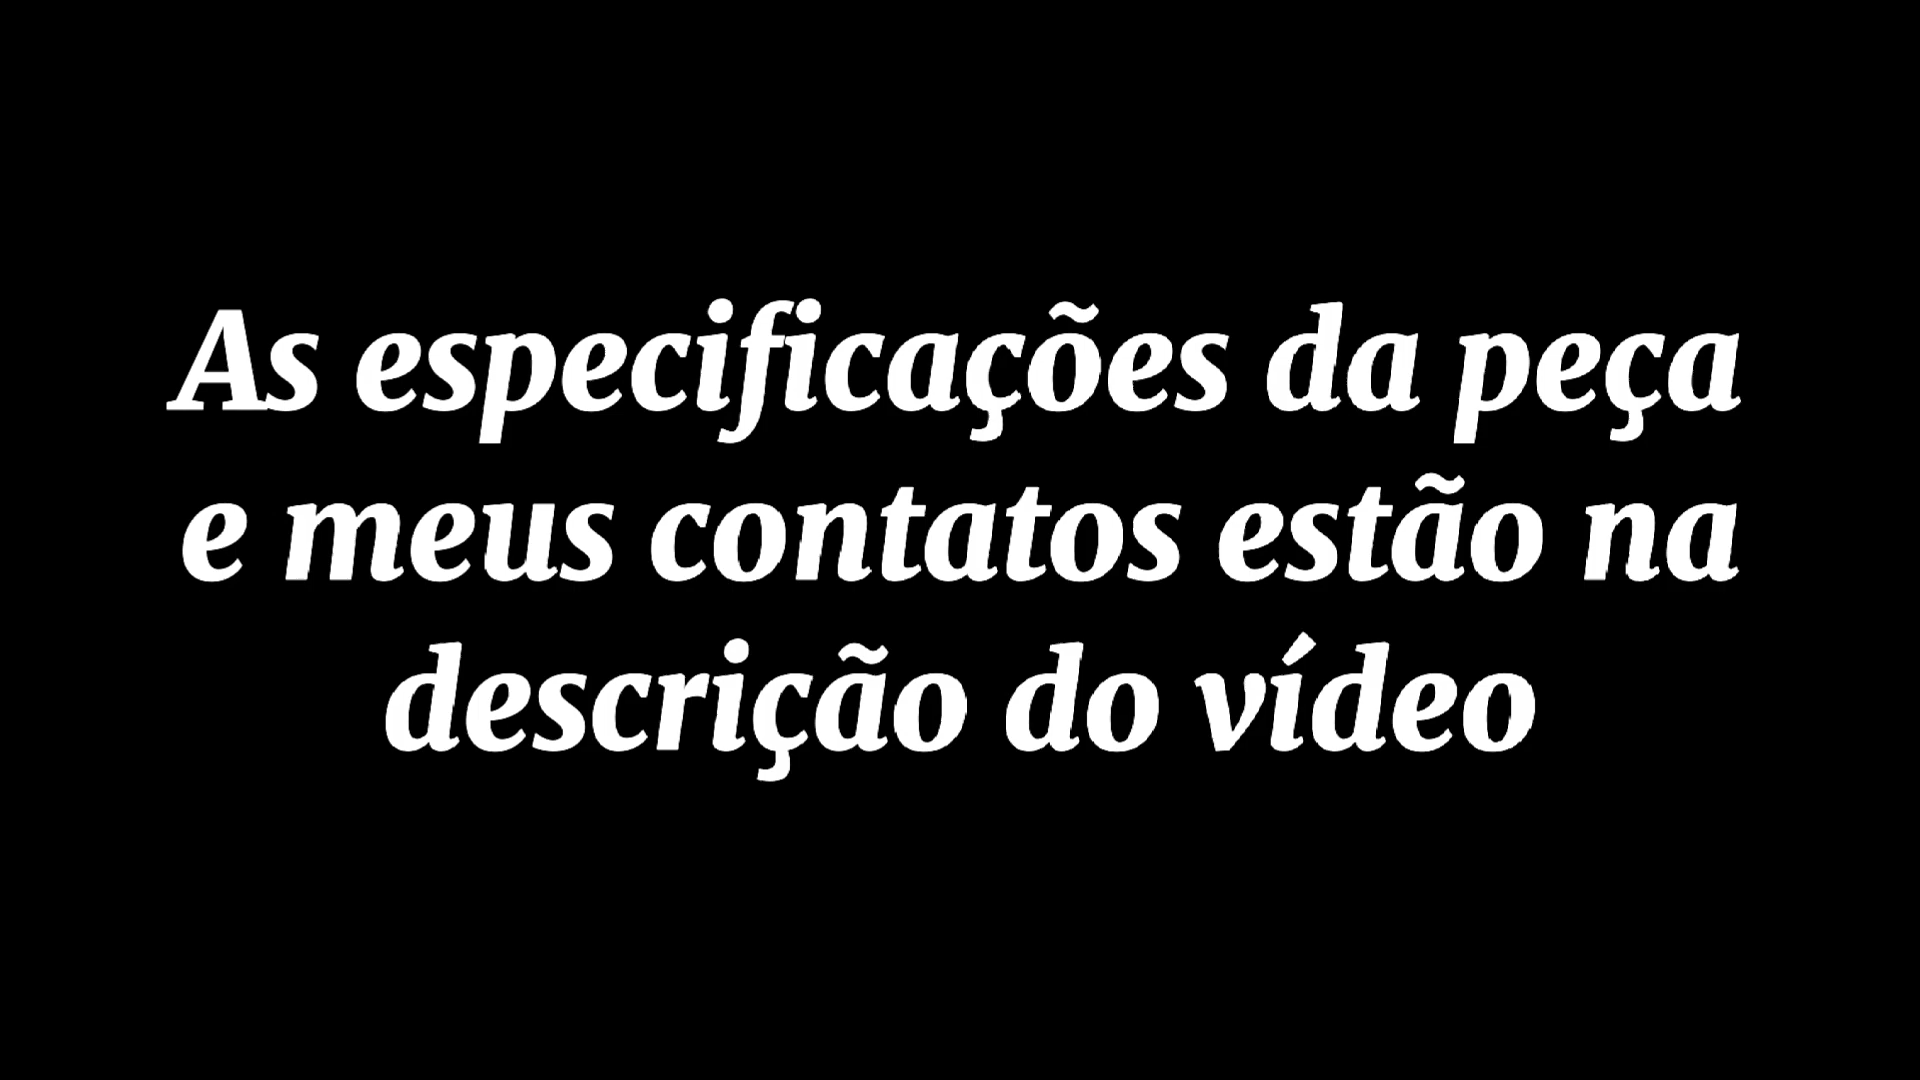 As especificações da peça
e meus contatos estão na
descrição do vídeo